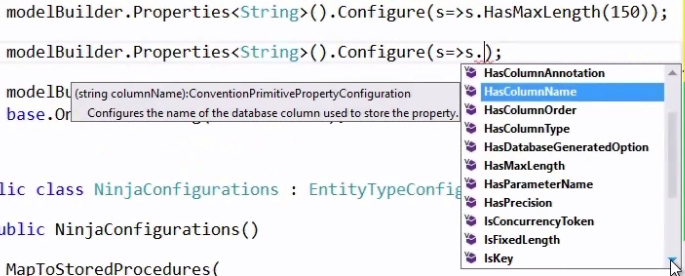 modelBuilder.Properties<String>().Configure(s=>s.HasMaxLength(150));
modelBuilder.Properties<String>().Configure(s=>s.);
HasColumnAnnotation
modelBu
(string columnName):ConventionPrimitivePropertyConfiguration
HasColumnName
base.On
Configures the name of the database column used to store the property.
HasColumnOrder
HasColumnType
HasDatabaseGeneratedOption
HasMaxLength
lic class NinjaConfigurations : EntityTypeConfig
HasParameterName
HasPrecision
ublic NinjaConfigurations()
IsConcurrencyToken
IsFixedLength
MapToStoredProcedures(
IsKey